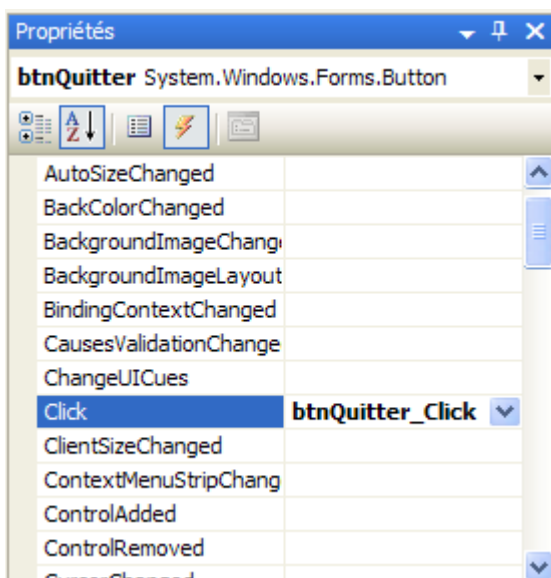 Propriétés
btnQuitter System.Windows.Forms.Button
AutoSizeChanged
BackColorChanged
BackgroundImageChang
BackgroundImageLayout
BindingContextChanged
CausesValidationChange
ChangeUICues
Click btnQuitter_Click
ClientSizeChanged
ContextMenuStripChang
ControlAdded
ControlRemoved
CursorChanged